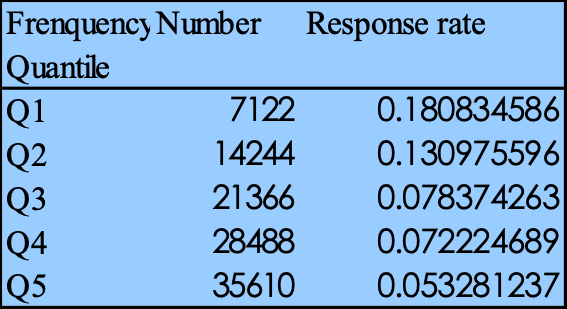 Frenquency Number Response rate
Quantile
Q1 7122 0.180834586
Q2 14244 0.130975596
Q3 21366 0.078374263
Q4 28488 0.072224689
Q5 35610 0.053281237